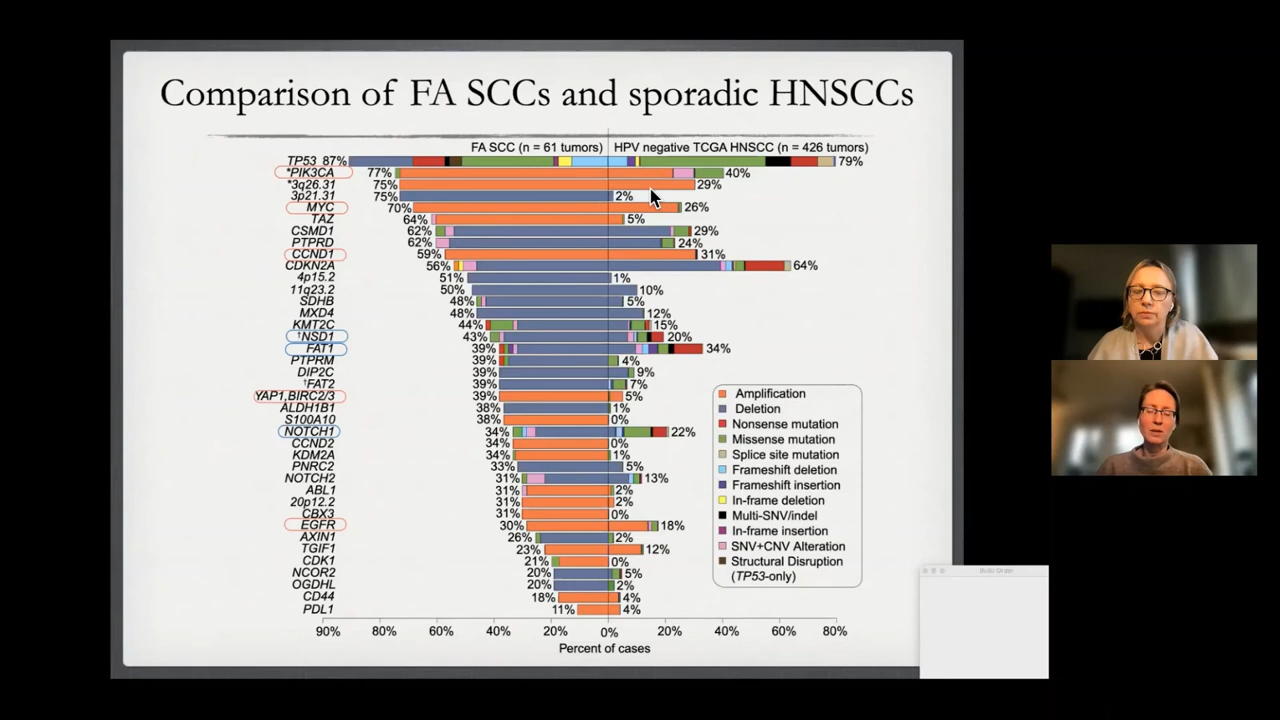 Comparison of FA SCCs and sporadic HNSCCs
FA SCC (n = 61 tumors) HPV negative TCGA HNSCC (n = 426 tumors)
TP53 87% 79%
*PIK3CA 77% 40%
*3q26.31 75% 29%
3p21.31 75% 2%
MYC 70% 26%
TAZ 64% 5%
CSMD1 62% 29%
PTPRD 62% 24%
CCND1 59% 31%
CDKN2A 56% 64%
4p15.2 51% 1%
11q23.2 50% 10%
SDHB 48% 5%
MXD4 48% 12%
KMT2C 44% 15%
†NSD1 43% 20%
FAT1 39% 34%
PTPRM 39% 4%
DIP2C 39% 9%
†FAT2 39% 7%
YAP1,BIRC2/3 39% 5%
ALDH1B1 38% 1%
S100A10 38% 0%
NOTCH1 34% 22%
CCND2 34% 0%
KDM2A 34% 1%
PNRC2 33% 5%
NOTCH2 31% 13%
ABL1 31% 2%
20p12.2 31% 2%
CBX3 31% 0%
EGFR 30% 18%
AXIN1 26% 2%
TGIF1 23% 12%
CDK1 21% 0%
NCOR2 20% 5%
OGDHL 20% 2%
CD44 18% 4%
PDL1 11% 4%
90% 80% 60% 40% 20% 0% 20% 40% 60% 80%
Percent of cases
Amplification
Deletion
Nonsense mutation
Missense mutation
Splice site mutation
Frameshift deletion
Frameshift insertion
In-frame deletion
Multi-SNV/indel
In-frame insertion
SNV+CNV Alteration
Structural Disruption
(TP53-only)